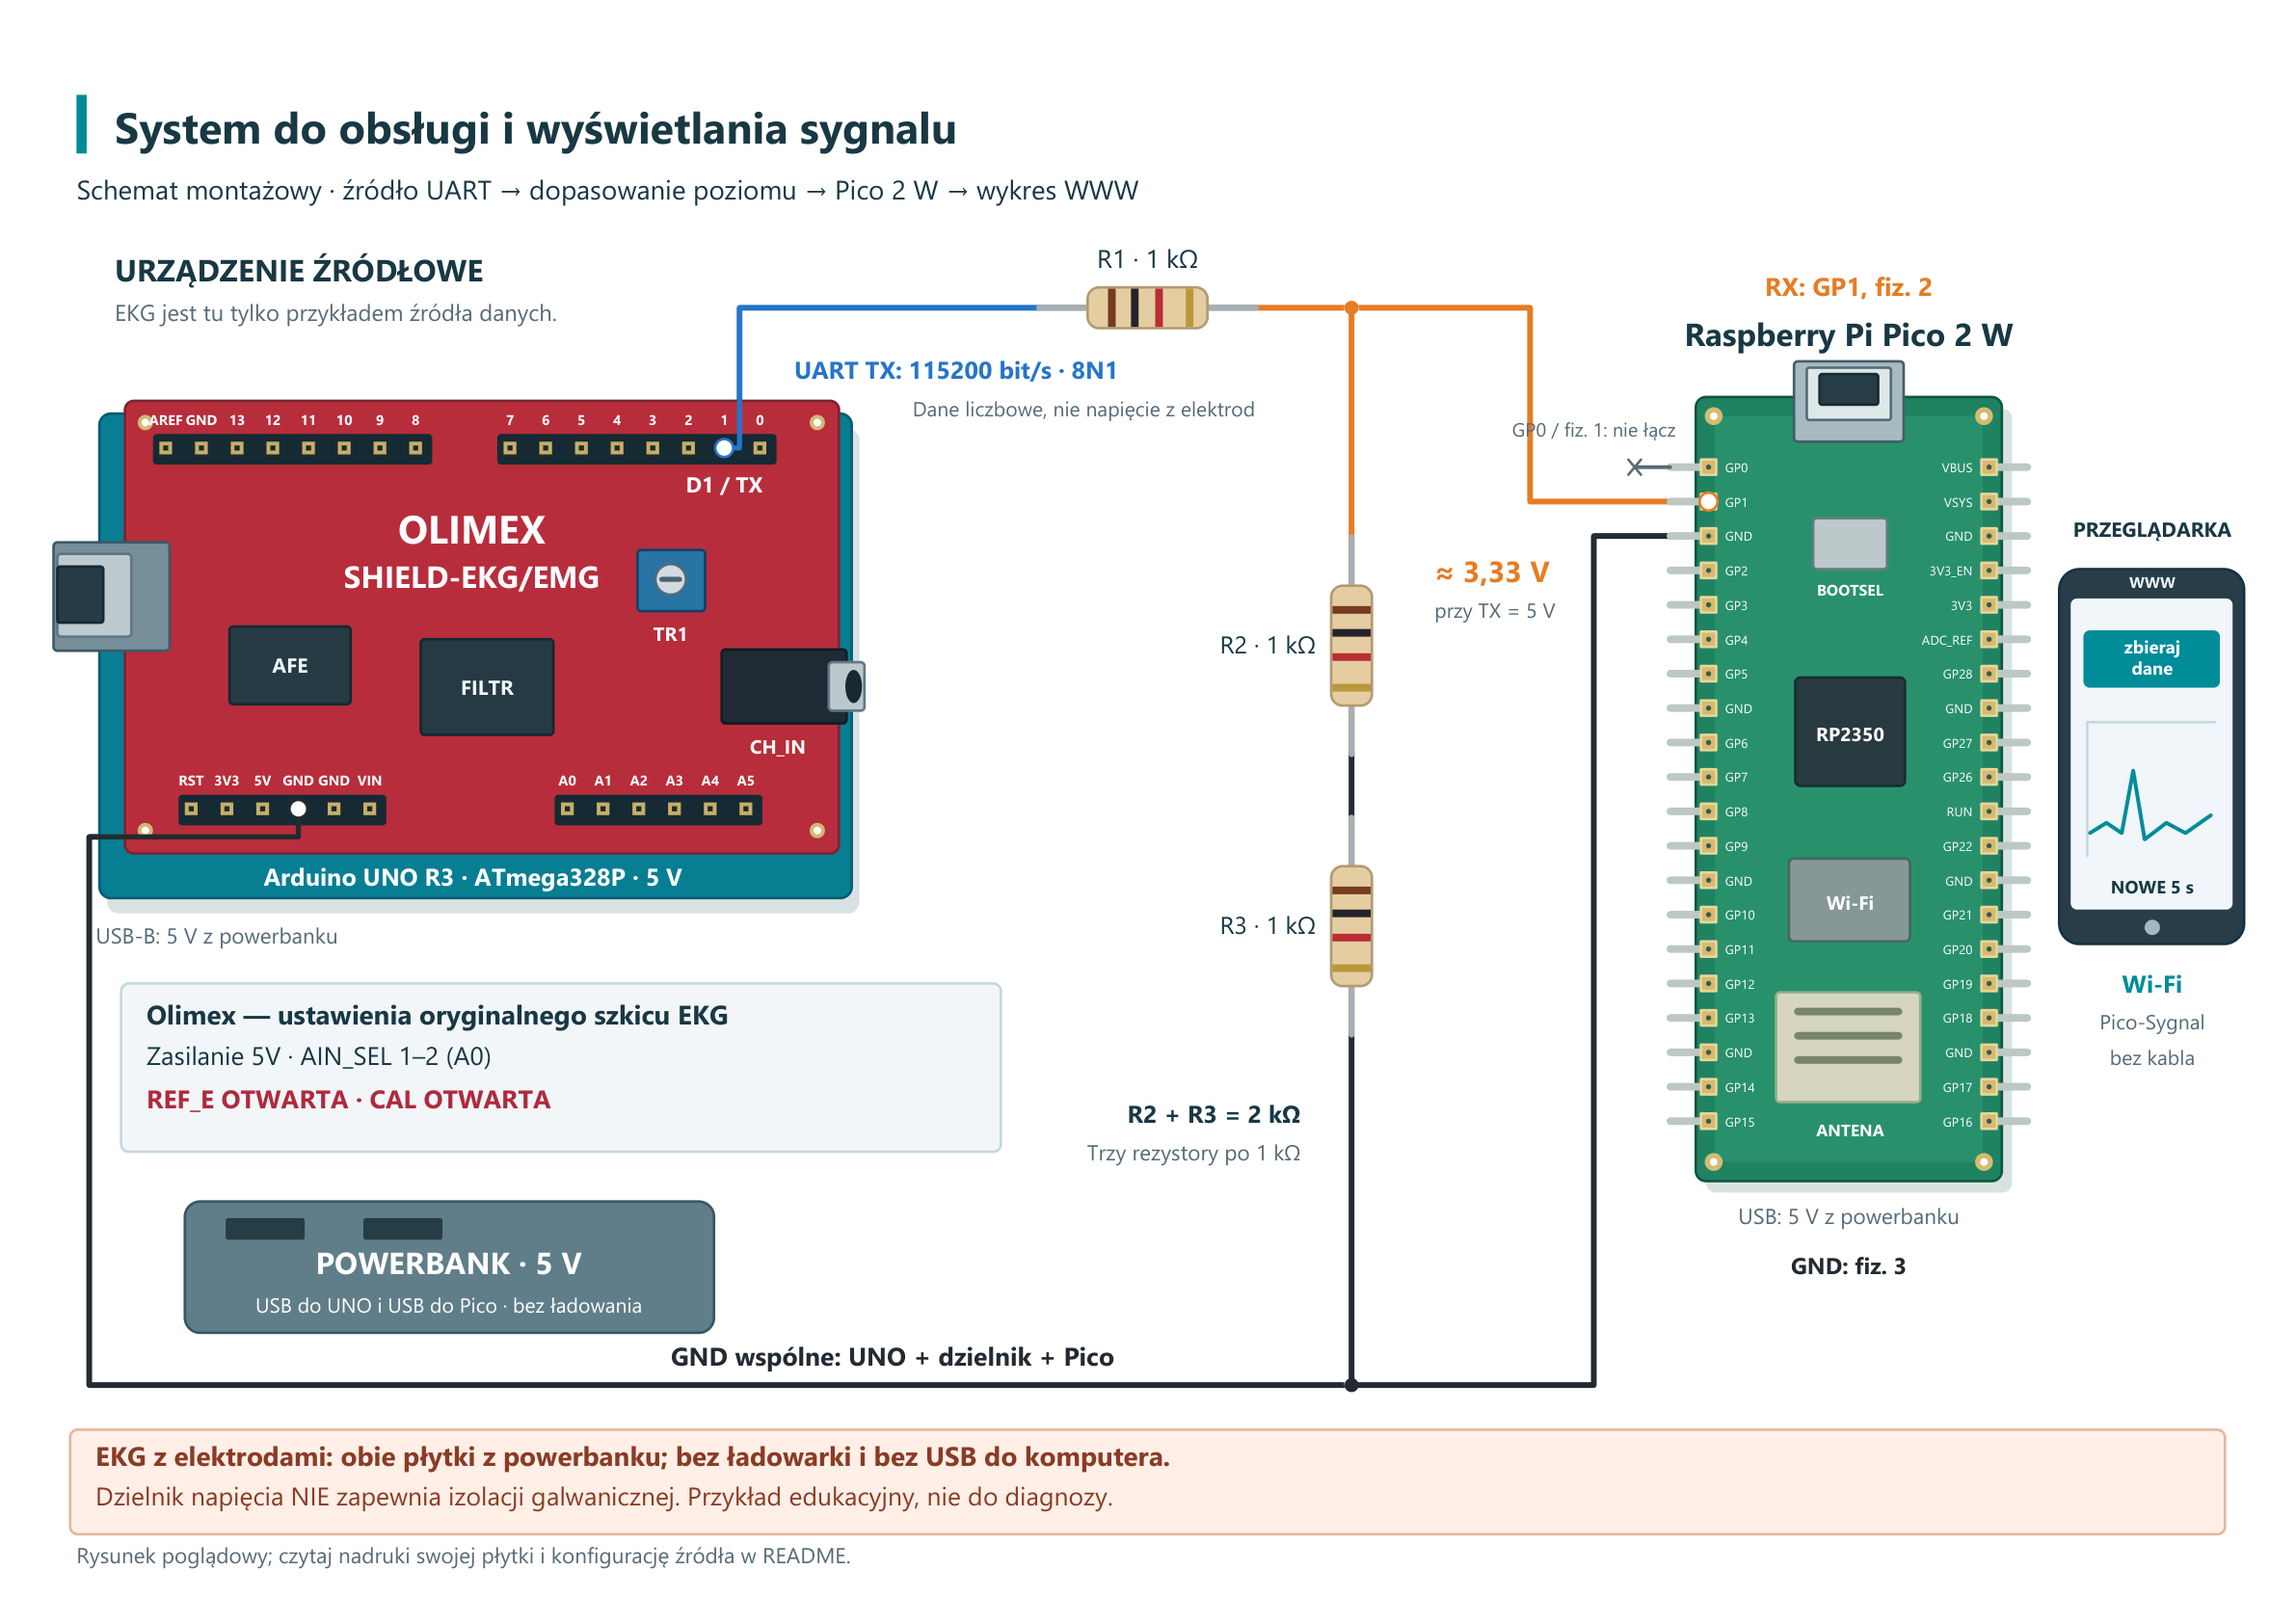 System do obsługi i wyświetlania sygnalu
Schemat montażowy · źródło UART → dopasowanie poziomu → Pico 2 W → wykres WWW
URZĄDZENIE ŹRÓDŁOWE
EKG jest tu tylko przykładem źródła danych.
R1 · 1 kΩ
UART TX: 115200 bit/s · 8N1
Dane liczbowe, nie napięcie z elektrod
RX: GP1, fiz. 2
Raspberry Pi Pico 2 W
GP0 / fiz. 1: nie łącz
AREF GND 13 12 11 10 9 8 7 6 5 4 3 2 1 0
D1 / TX
OLIMEX
SHIELD-EKG/EMG
TR1
AFE
FILTR
CH_IN
RST 3V3 5V GND GND VIN A0 A1 A2 A3 A4 A5
Arduino UNO R3 · ATmega328P · 5 V
USB-B: 5 V z powerbanku
≈ 3,33 V
przy TX = 5 V
R2 · 1 kΩ
R3 · 1 kΩ
R2 + R3 = 2 kΩ
Trzy rezystory po 1 kΩ
GP0 VBUS
GP1 VSYS
GND GND
GP2 3V3_EN
BOOTSEL
GP3 3V3
GP4 ADC_REF
GP5 GP28
GND GND
RP2350
GP6 GP27
GP7 GP26
GP8 RUN
GP9 GP22
GND GND
Wi-Fi
GP10 GP21
GP11 GP20
GP12 GP19
GP13 GP18
GND GND
GP14 GP17
GP15 GP16
ANTENA
USB: 5 V z powerbanku
GND: fiz. 3
PRZEGLĄDARKA
WWW
zbieraj
dane
NOWE 5 s
Wi-Fi
Pico-Sygnal
bez kabla
Olimex — ustawienia oryginalnego szkicu EKG
Zasilanie 5V · AIN_SEL 1–2 (A0)
REF_E OTWARTA · CAL OTWARTA
POWERBANK · 5 V
USB do UNO i USB do Pico · bez ładowania
GND wspólne: UNO + dzielnik + Pico
EKG z elektrodami: obie płytki z powerbanku; bez ładowarki i bez USB do komputera.
Dzielnik napięcia NIE zapewnia izolacji galwanicznej. Przykład edukacyjny, nie do diagnozy.
Rysunek poglądowy; czytaj nadruki swojej płytki i konfigurację źródła w README.